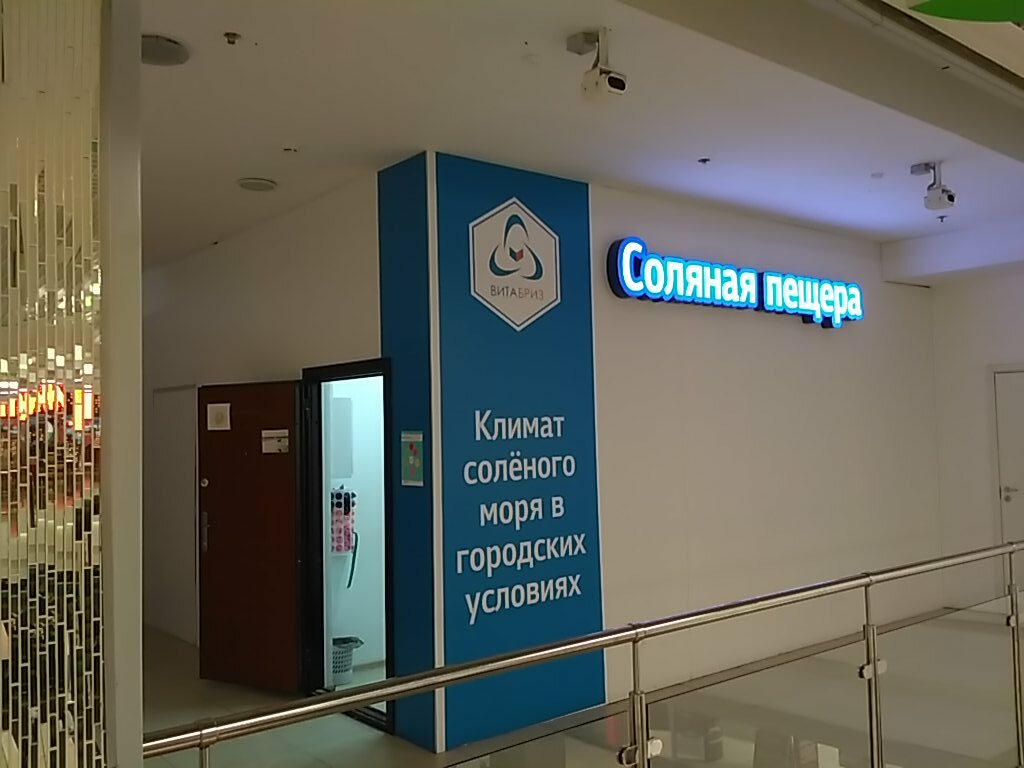 ВИТАБРИЗ
Соляная пещера
Климат
солёного
моря в
городских
условиях